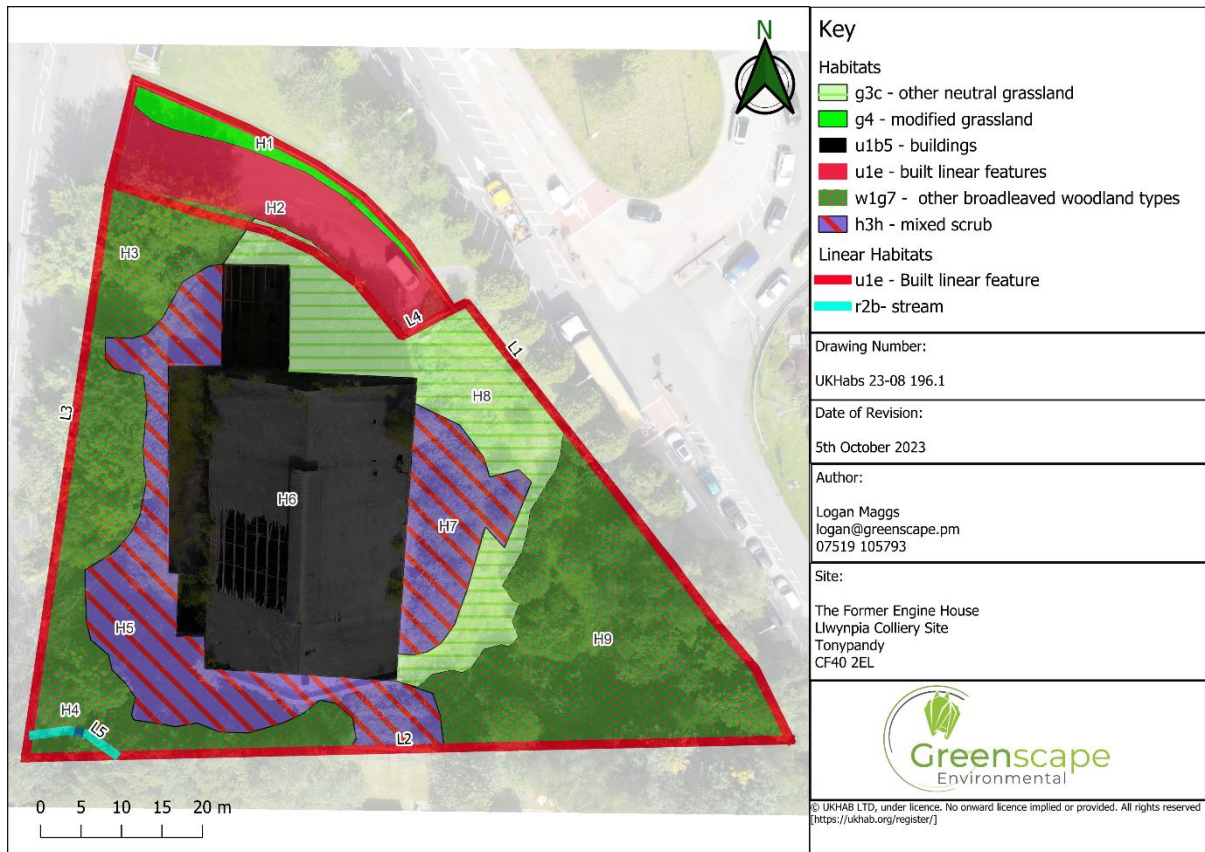 N
H1
H2
H3
L4
L1
L3
H8
H6
H7
H5
H9
H4
L5
L2
0 5 10 15 20 m
Key
Habitats
g3c - other neutral grassland
g4 - modified grassland
u1b5 - buildings
u1e - built linear features
w1g7 - other broadleaved woodland types
h3h - mixed scrub
Linear Habitats
u1e - Built linear feature
r2b- stream
Drawing Number:
UKHabs 23-08 196.1
Date of Revision:
5th October 2023
Author:
Logan Maggs
logan@greenscape.pm
07519 105793
Site:
The Former Engine House
Llwynpia Colliery Site
Tonypandy
CF40 2EL
Greenscape
Environmental
© UKHAB LTD, under licence. No onward licence implied or provided. All rights reserved
[https://ukhab.org/register/]